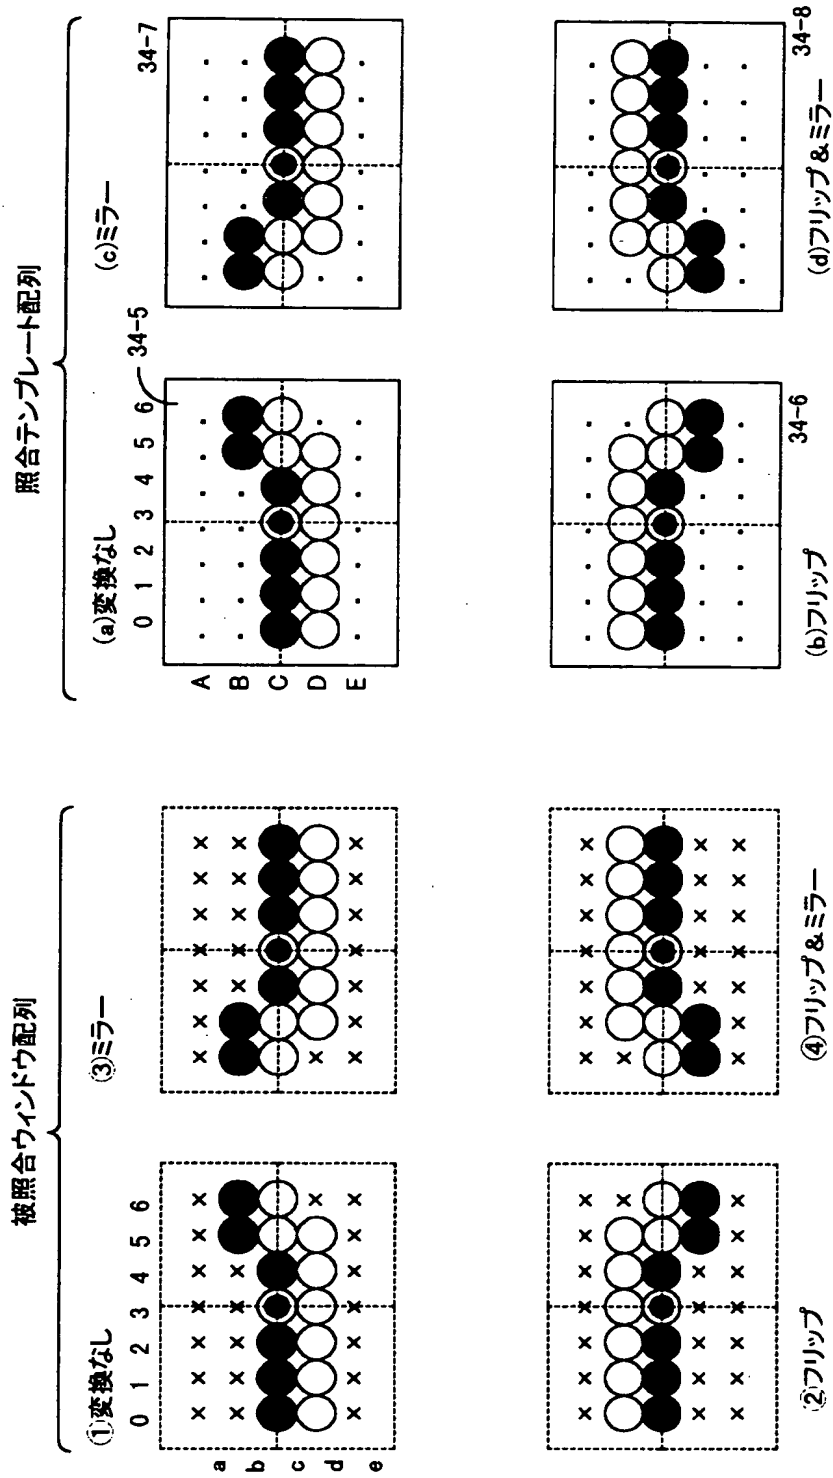 照合テンプレート配列
(a)変換なし
0 1 2 3 4 5 6
34-5
A
B
C
D
E
(c)ミラー
34-7
(b)フリップ
34-6
(d)フリップ&ミラー
34-8
被照合ウィンドウ配列
①変換なし
0 1 2 3 4 5 6
a
b
c
d
e
③ミラー
②フリップ
④フリップ&ミラー